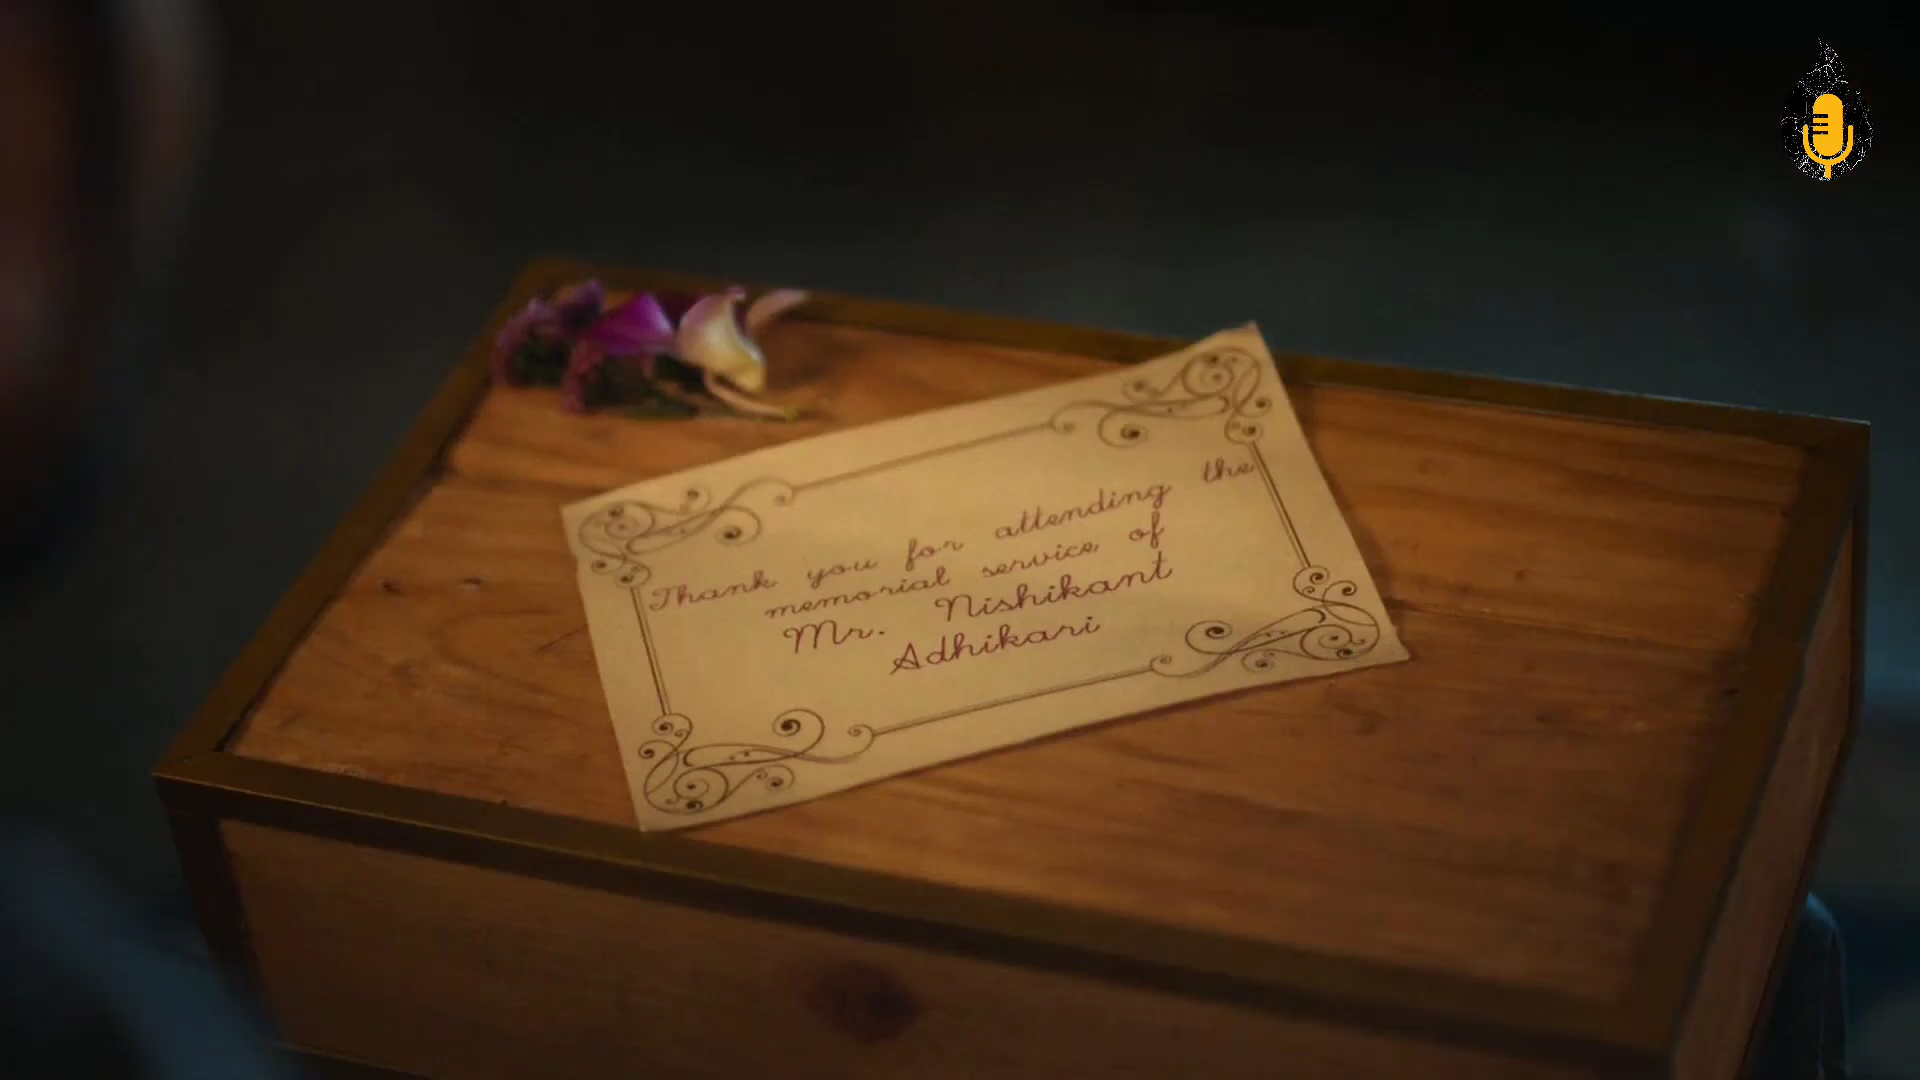 Thank you for attending the
memorial service of
Mr. Nishikant
Adhikari